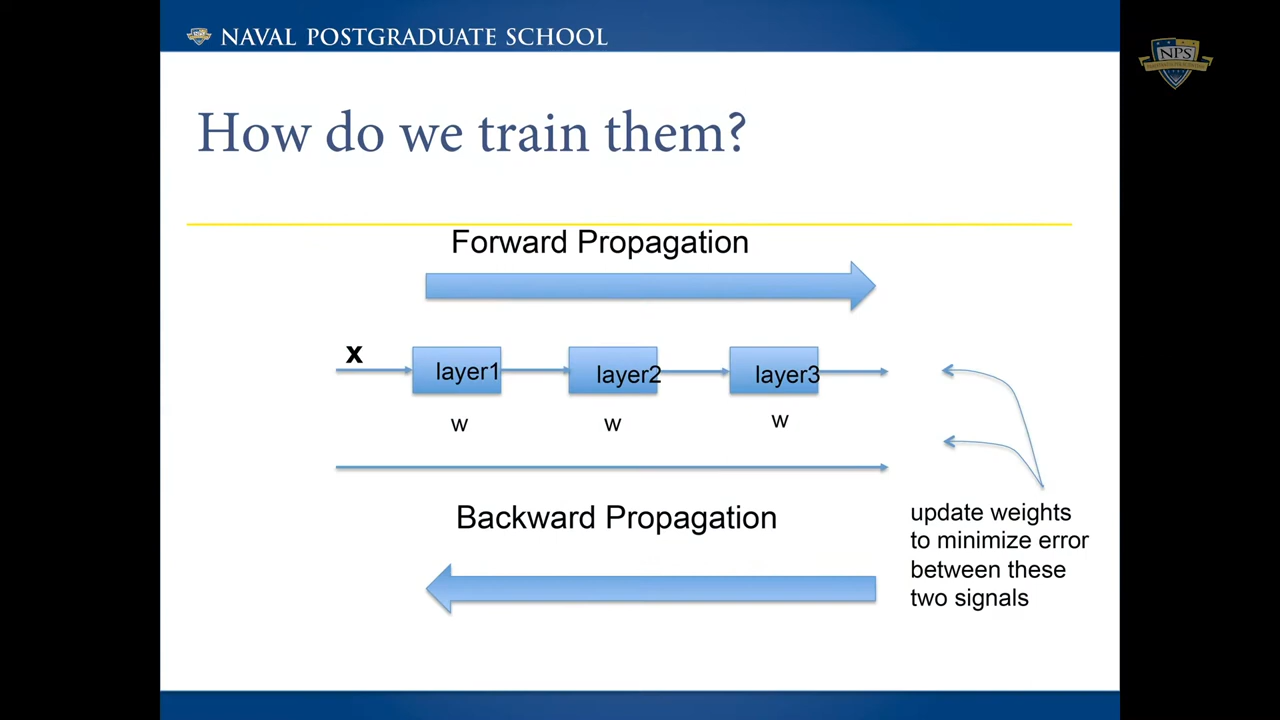 NAVAL POSTGRADUATE SCHOOL
NPS
How do we train them?
Forward Propagation
x
layer1
layer2
layer3
w
w
w
Backward Propagation
update weights
to minimize error
between these
two signals